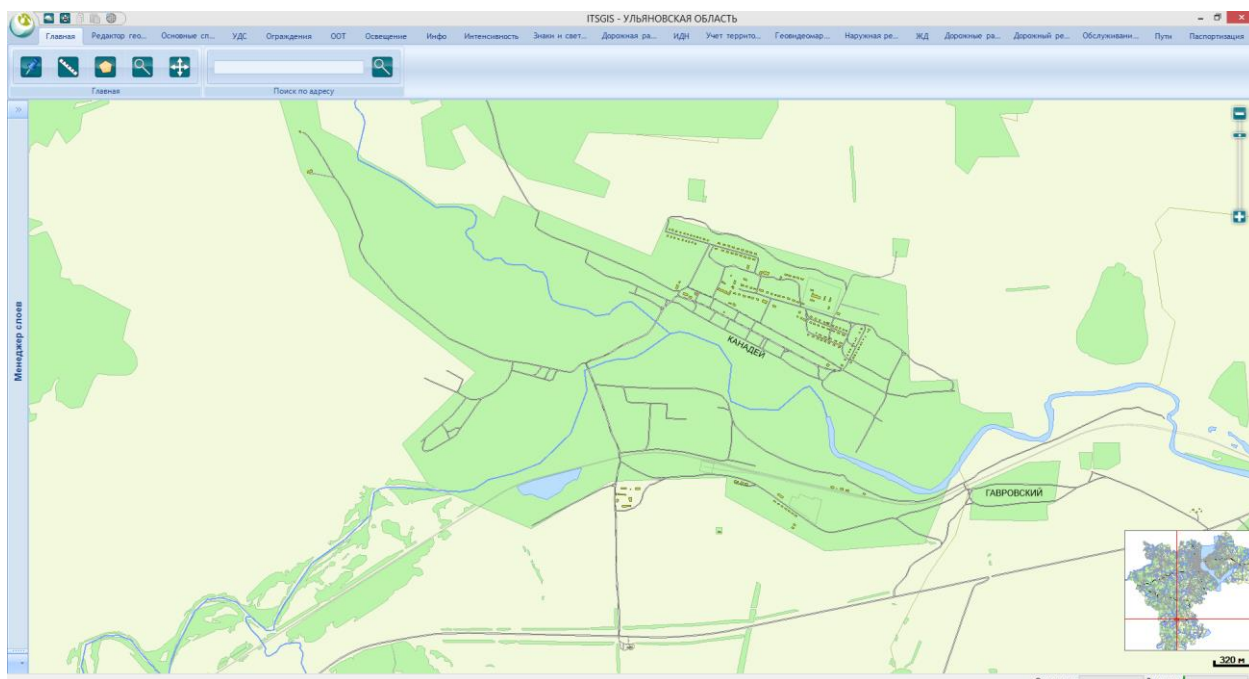 ITSGIS - УЛЬЯНОВСКАЯ ОБЛАСТЬ
Главная Редактор гео... Основные сп... УДС Ограждения ООТ Освещение Инфо Интенсивность Знаки и свет... Дорожная ра... ИДН Учет террито... Геовидеомар... Наружная ре... ЖД Дорожные ра... Дорожный ре... Обслуживани... Пути Паспортизация
Главная Поиск по адресу
Менеджер слоев
КАНАДЕЙ
ГАВРОВСКИЙ
320 м